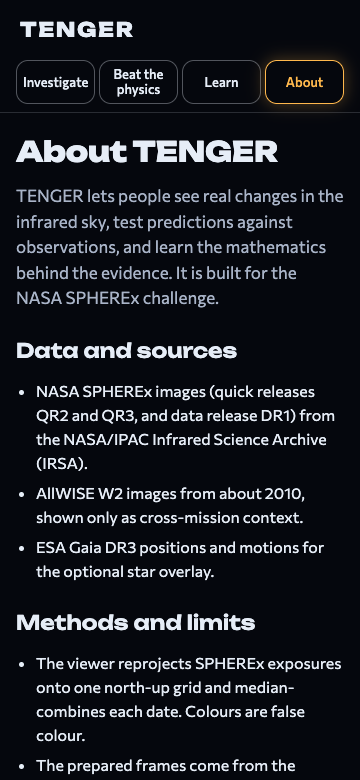 TENGER
Investigate
Beat the
physics
Learn
About
About TENGER
TENGER lets people see real changes in the
infrared sky, test predictions against
observations, and learn the mathematics
behind the evidence. It is built for the
NASA SPHEREx challenge.
Data and sources
• NASA SPHEREx images (quick releases
QR2 and QR3, and data release DR1) from
the NASA/IPAC Infrared Science Archive
(IRSA).
• AllWISE W2 images from about 2010,
shown only as cross-mission context.
• ESA Gaia DR3 positions and motions for
the optional star overlay.
Methods and limits
• The viewer reprojects SPHEREx exposures
onto one north-up grid and median-
combines each date. Colours are false
colour.
• The prepared frames come from the